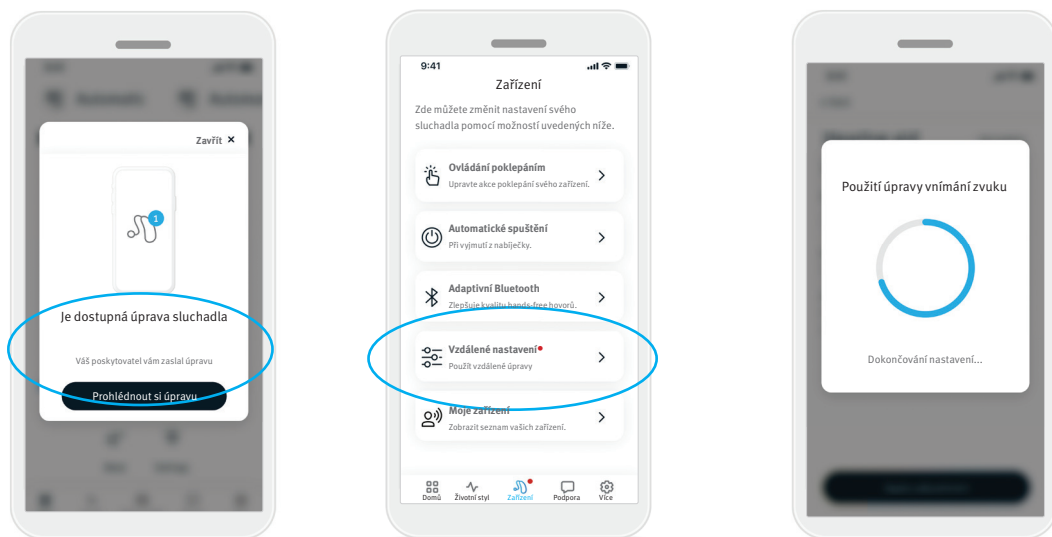 Zavřít ×
1
Je dostupná úprava sluchadla
Váš poskytovatel vám zaslal úpravu
Prohlédnout si úpravu
9:41
Zařízení
Zde můžete změnit nastavení svého
sluchadla pomocí možností uvedených níže.
Ovládání poklepáním
Upravte akce poklepání svého zařízení.
Automatické spuštění
Při vyjmutí z nabíječky.
Adaptivní Bluetooth
Zlepšuje kvalitu hands-free hovorů.
Vzdálené nastavení
Použít vzdálené úpravy
Moje zařízení
Zobrazit seznam vašich zařízení.
Domů Životní styl Zařízení Podpora Více
Použití úpravy vnímání zvuku
Dokončování nastavení...